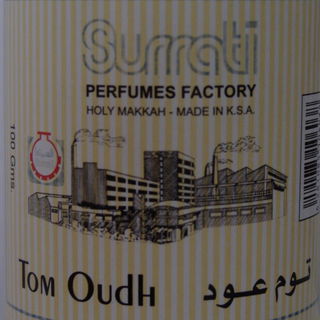 Surrati
PERFUMES FACTORY
HOLY MAKKAH - MADE IN K.S.A.
100 Gms.
TOM OUDH توم عود